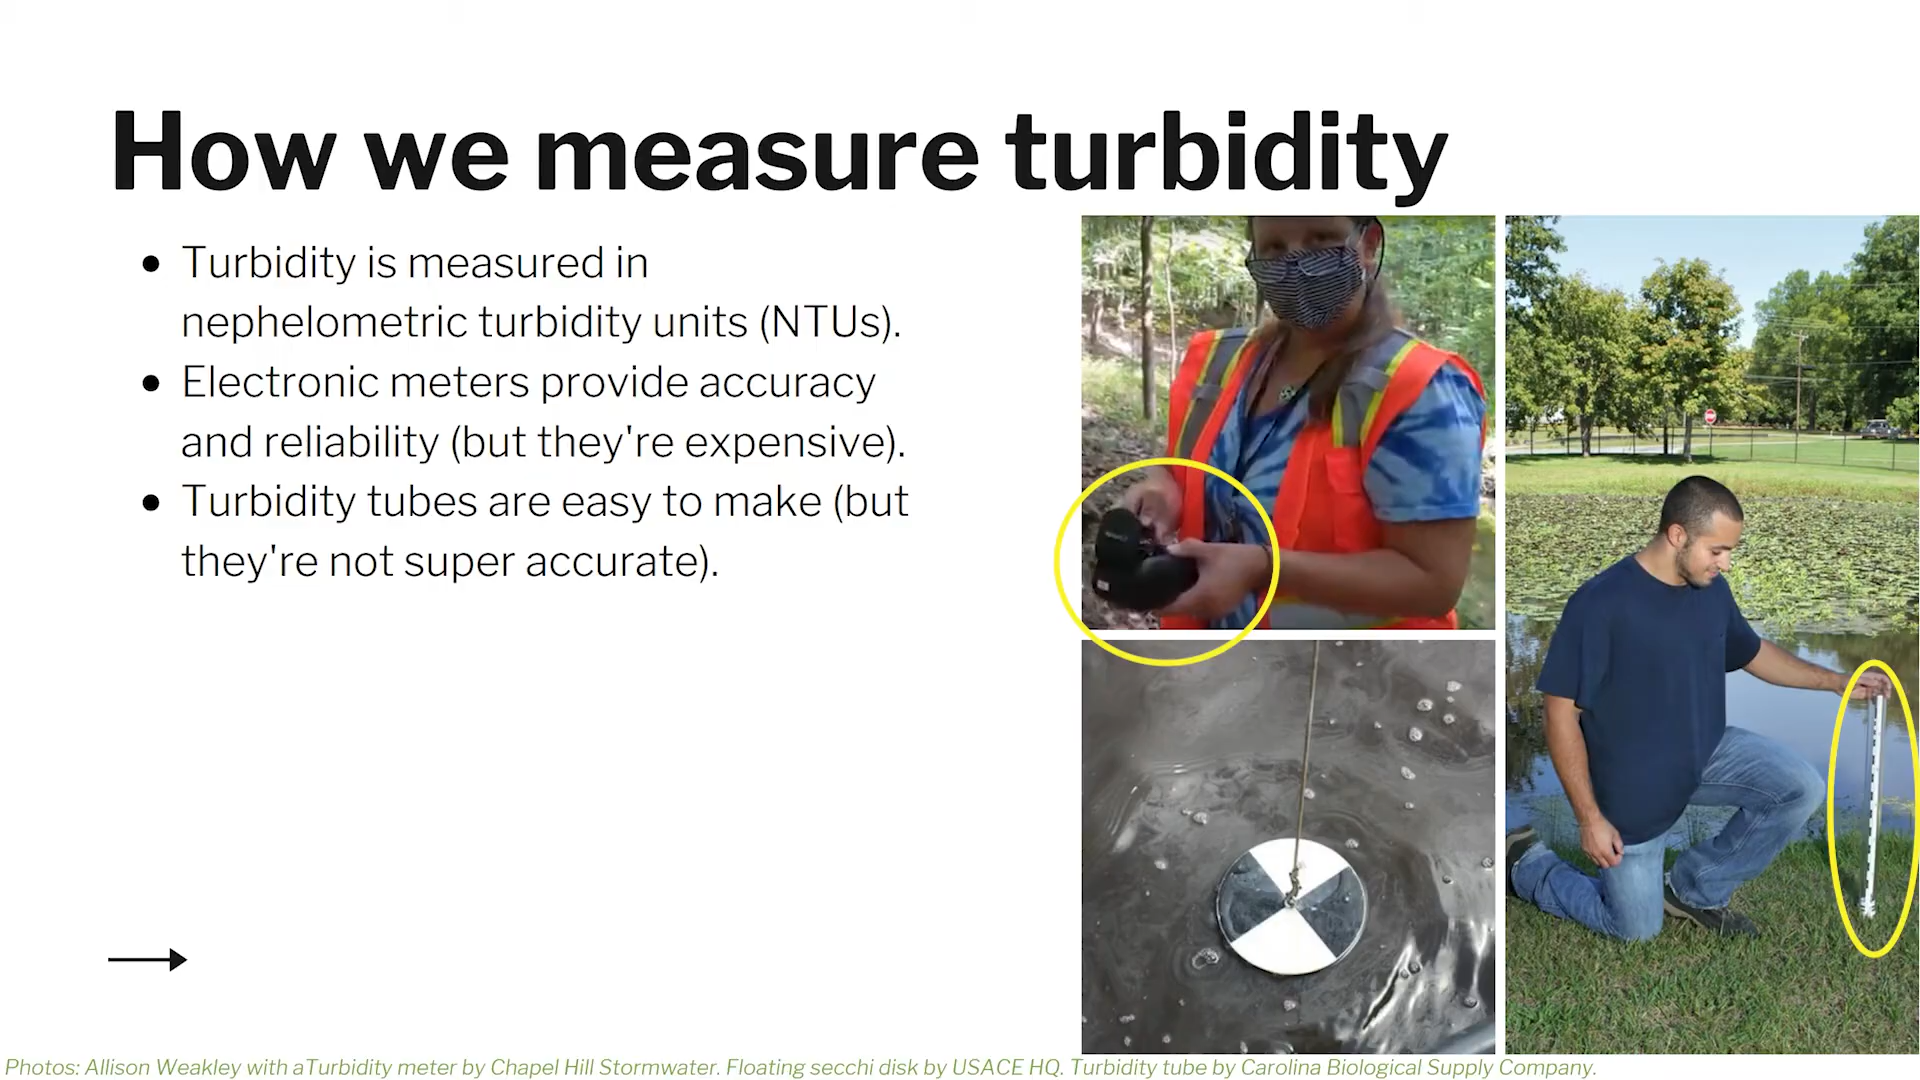 How we measure turbidity
Turbidity is measured in
nephelometric turbidity units (NTUs).
Electronic meters provide accuracy
and reliability (but they're expensive).
Turbidity tubes are easy to make (but
they're not super accurate).
Photos: Allison Weakley with aTurbidity meter by Chapel Hill Stormwater. Floating secchi disk by USACE HQ. Turbidity tube by Carolina Biological Supply Company.